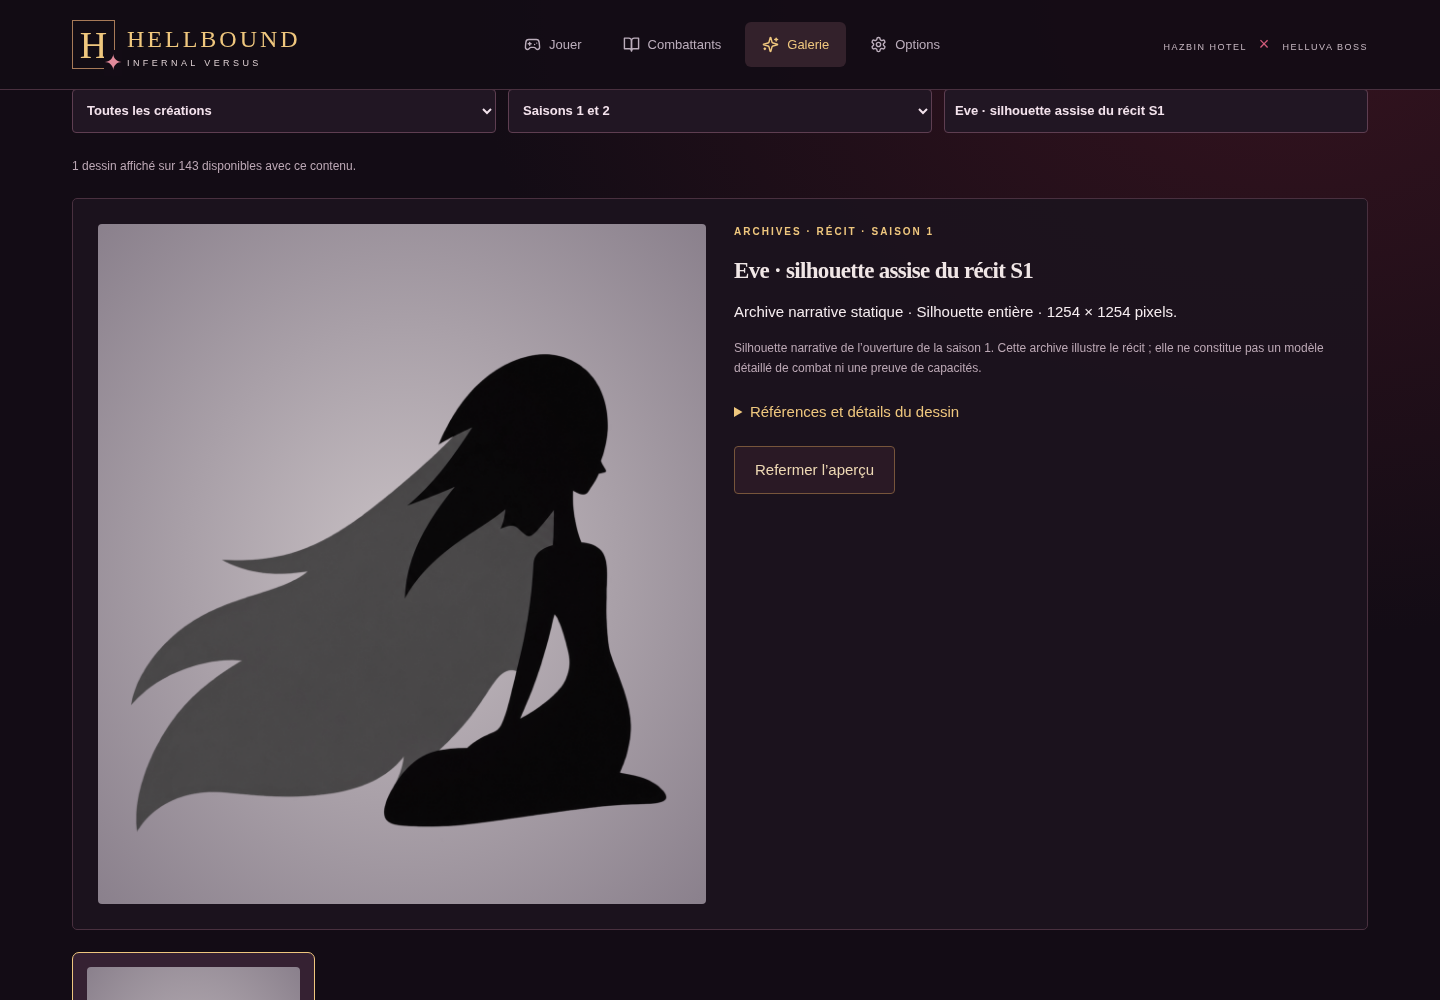 H HELLBOUND
INFERNAL VERSUS
Jouer
Combattants
Galerie
Options
HAZBIN HOTEL × HELLUVA BOSS
Toutes les créations
Saisons 1 et 2
Eve · silhouette assise du récit S1
1 dessin affiché sur 143 disponibles avec ce contenu.
ARCHIVES · RÉCIT · SAISON 1
Eve · silhouette assise du récit S1
Archive narrative statique · Silhouette entière · 1254 × 1254 pixels.
Silhouette narrative de l’ouverture de la saison 1. Cette archive illustre le récit ; elle ne constitue pas un modèle
détaillé de combat ni une preuve de capacités.
Références et détails du dessin
Refermer l’aperçu